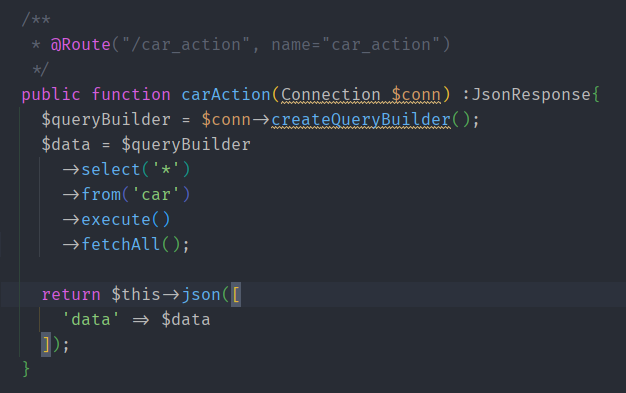 /**
 * @Route("/car_action", name="car_action")
 */
public function carAction(Connection $conn) :JsonResponse{
  $queryBuilder = $conn->createQueryBuilder();
  $data = $queryBuilder
    ->select('*')
    ->from('car')
    ->execute()
    ->fetchAll();

  return $this->json([
    'data' => $data
  ]);
}